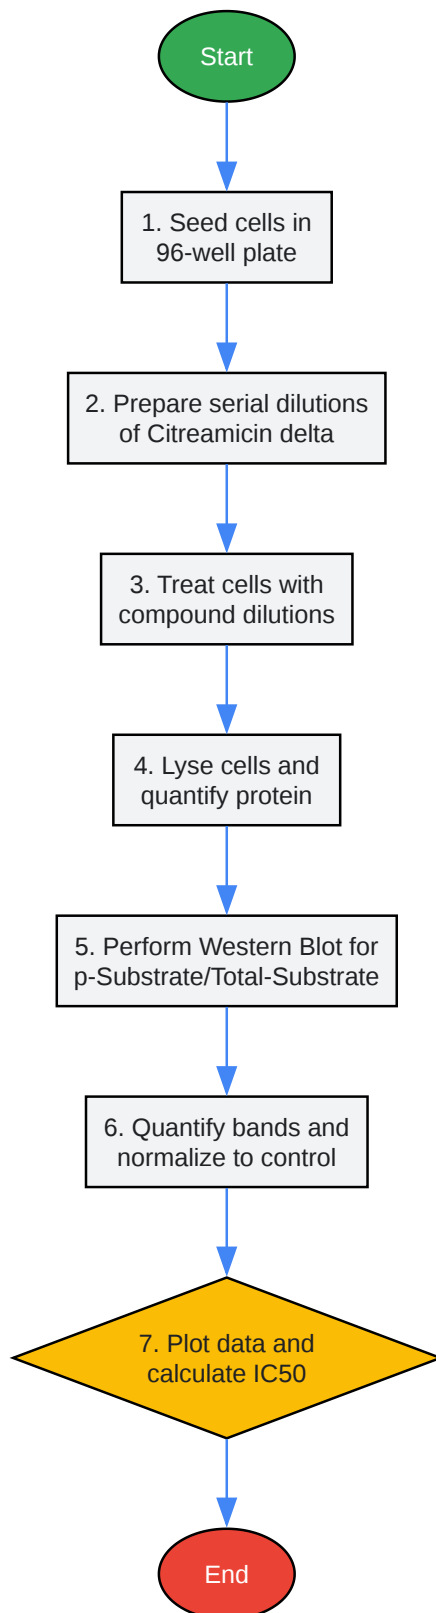 Start
1. Seed cells in
96-well plate
2. Prepare serial dilutions
of Citreamicin delta
3. Treat cells with
compound dilutions
4. Lyse cells and
quantify protein
5. Perform Western Blot for
p-Substrate/Total-Substrate
6. Quantify bands and
normalize to control
7. Plot data and
calculate IC50
End